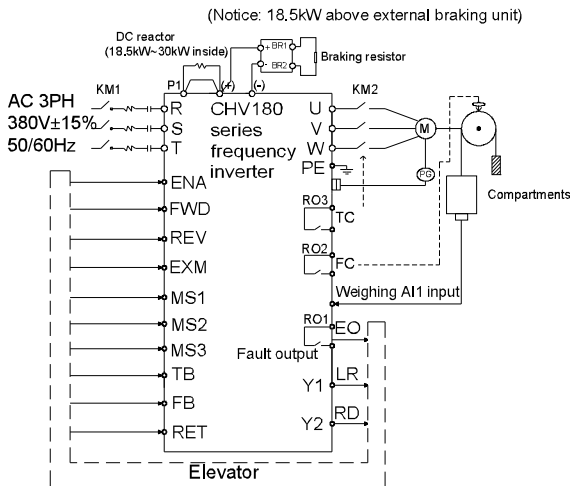 (Notice: 18.5kW above external braking unit)
DC reactor
(18.5kW~30kW inside)
+ BR1
- BR2
Braking resistor
P1
(+)
(-)
KM1
KM2
AC 3PH
380V±15%
50/60Hz
R
S
T
CHV180
series
frequency
inverter
U
V
W
PE
M
PG
Compartments
ENA
FWD
REV
EXM
MS1
MS2
MS3
TB
FB
RET
RO3
TC
RO2
FC
Weighing AI1 input
RO1
EO
Fault output
Y1
LR
Y2
RD
Elevator